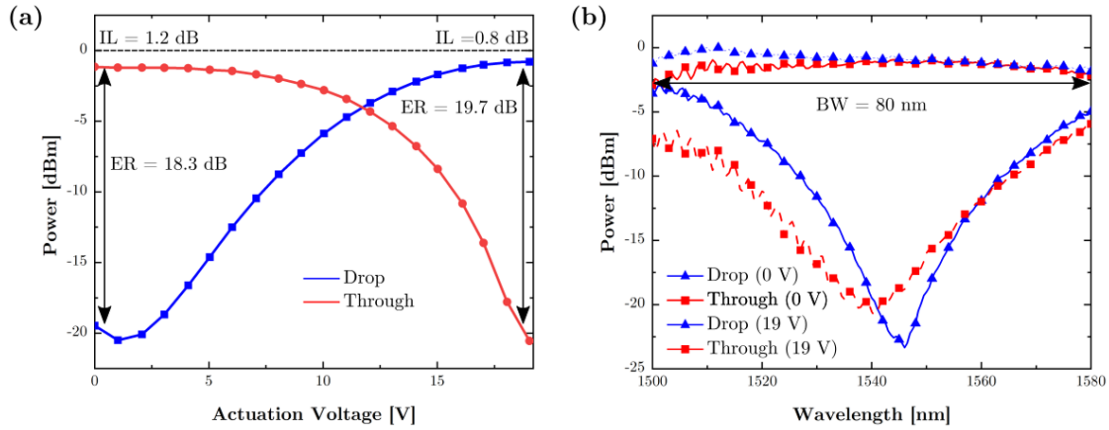 (a)
IL = 1.2 dB
IL =0.8 dB
ER = 19.7 dB
ER = 18.3 dB
Drop
Through
0
-5
-10
-15
-20
Power [dBm]
0
5
10
15
Actuation Voltage [V]
(b)
BW = 80 nm
Drop (0 V)
Through (0 V)
Drop (19 V)
Through (19 V)
0
-5
-10
-15
-20
-25
Power [dBm]
1500
1520
1540
1560
1580
Wavelength [nm]